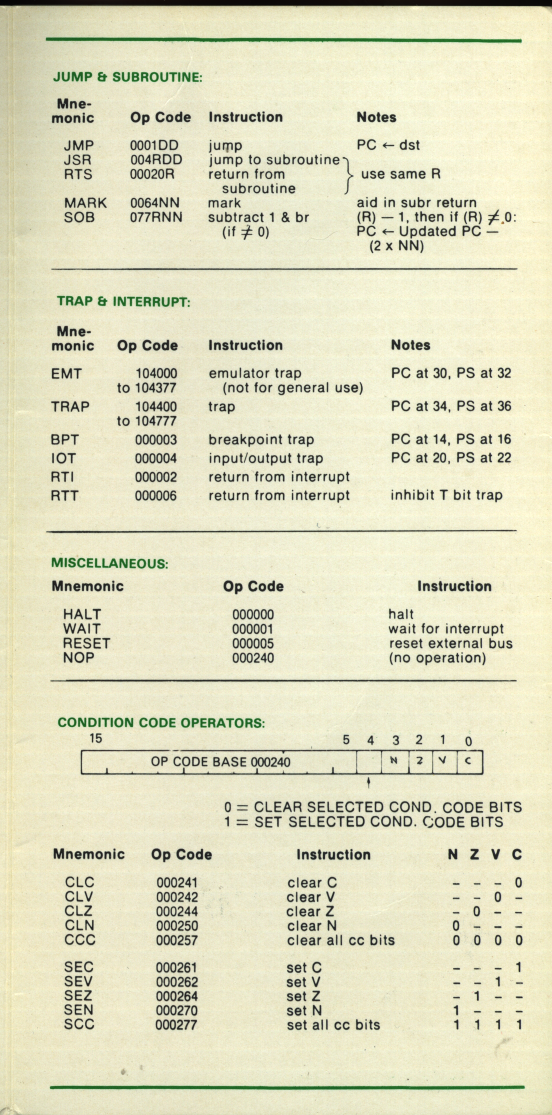 JUMP & SUBROUTINE:
Mne-
monic Op Code Instruction Notes
JMP 0001DD jump PC ← dst
JSR 004RDD jump to subroutine
RTS 00020R return from } use same R
subroutine
MARK 0064NN mark aid in subr return
SOB 077RNN subtract 1 & br (R) — 1, then if (R) ≠ 0:
(if ≠ 0) PC ← Updated PC —
(2 x NN)
TRAP & INTERRUPT:
Mne-
monic Op Code Instruction Notes
EMT 104000 emulator trap PC at 30, PS at 32
to 104377 (not for general use)
TRAP 104400 trap PC at 34, PS at 36
to 104777
BPT 000003 breakpoint trap PC at 14, PS at 16
IOT 000004 input/output trap PC at 20, PS at 22
RTI 000002 return from interrupt
RTT 000006 return from interrupt inhibit T bit trap
MISCELLANEOUS:
Mnemonic Op Code Instruction
HALT 000000 halt
WAIT 000001 wait for interrupt
RESET 000005 reset external bus
NOP 000240 (no operation)
CONDITION CODE OPERATORS:
15 5 4 3 2 1 0
OP CODE BASE 000240 N Z V C
0 = CLEAR SELECTED COND. CODE BITS
1 = SET SELECTED COND. CODE BITS
Mnemonic Op Code Instruction N Z V C
CLC 000241 clear C – – – 0
CLV 000242 clear V – – 0 –
CLZ 000244 clear Z – 0 – –
CLN 000250 clear N 0 – – –
CCC 000257 clear all cc bits 0 0 0 0
SEC 000261 set C – – – 1
SEV 000262 set V – – 1 –
SEZ 000264 set Z – 1 – –
SEN 000270 set N 1 – – –
SCC 000277 set all cc bits 1 1 1 1